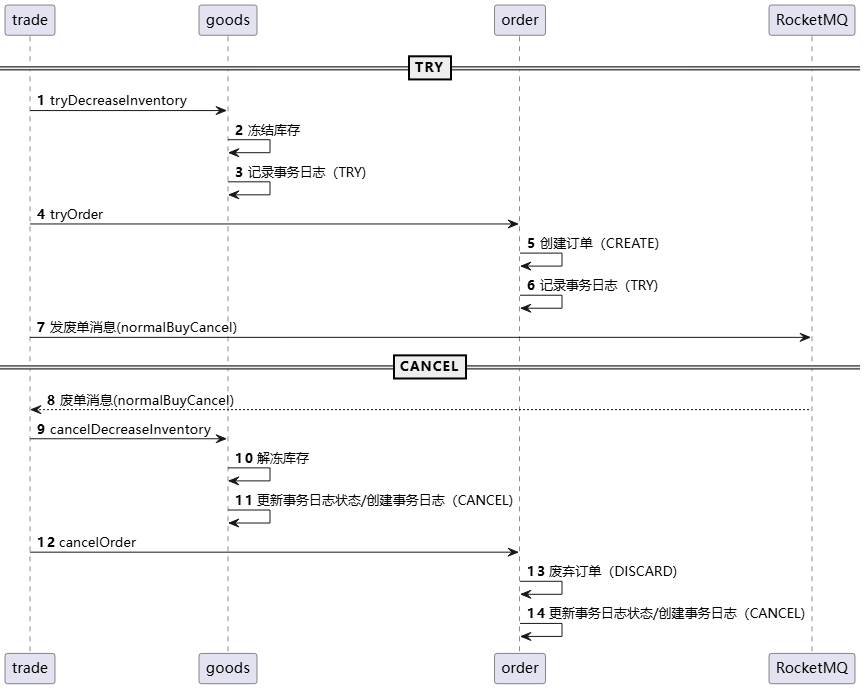 trade goods order RocketMQ
TRY
1 tryDecreaseInventory
2 冻结库存
3 记录事务日志（TRY）
4 tryOrder
5 创建订单（CREATE）
6 记录事务日志（TRY）
7 发废单消息(normalBuyCancel)
CANCEL
8 废单消息(normalBuyCancel)
9 cancelDecreaseInventory
10 解冻库存
11 更新事务日志状态/创建事务日志（CANCEL）
12 cancelOrder
13 废弃订单（DISCARD）
14 更新事务日志状态/创建事务日志（CANCEL）
trade goods order RocketMQ